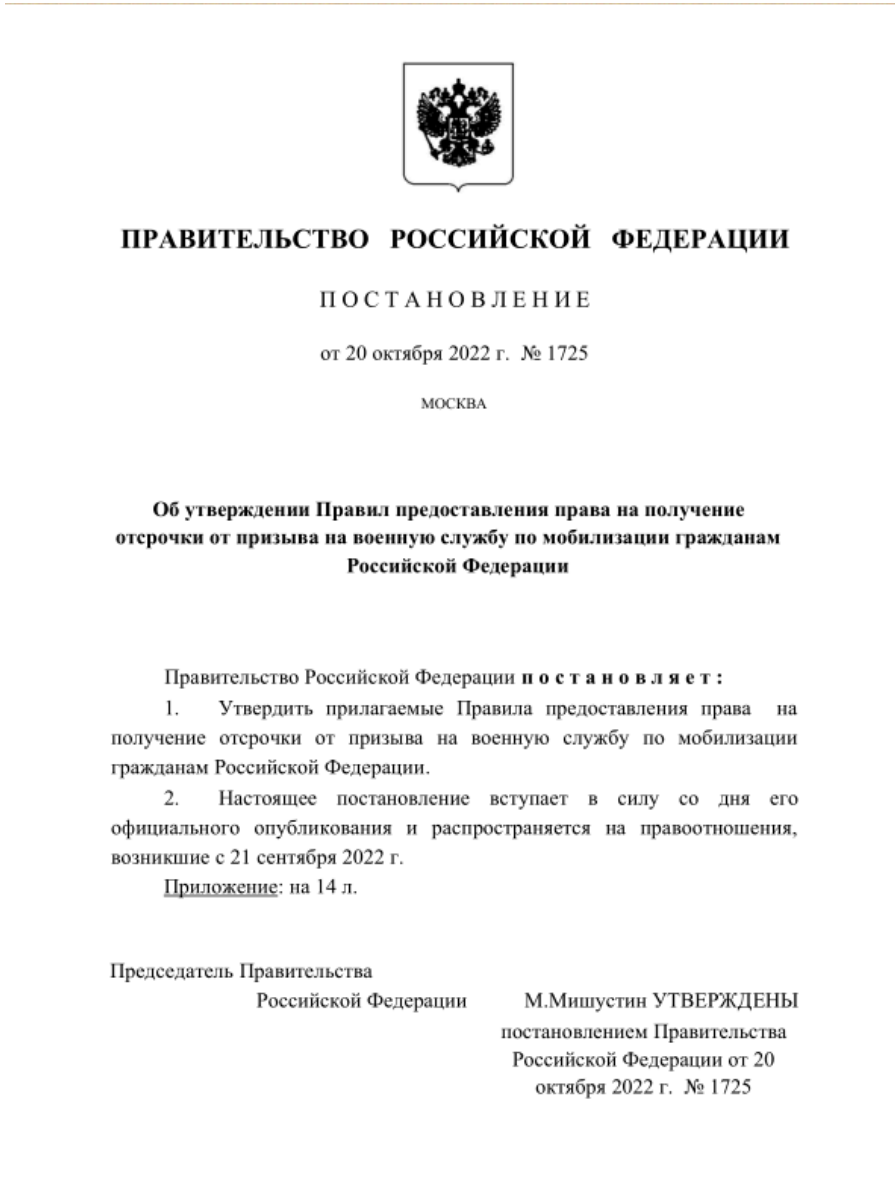 ПРАВИТЕЛЬСТВО РОССИЙСКОЙ ФЕДЕРАЦИИ
П О С Т А Н О В Л Е Н И Е
от 20 октября 2022 г. № 1725
МОСКВА
Об утверждении Правил предоставления права на получение
отсрочки от призыва на военную службу по мобилизации гражданам
Российской Федерации
Правительство Российской Федерации п о с т а н о в л я е т :
1. Утвердить прилагаемые Правила предоставления права на
получение отсрочки от призыва на военную службу по мобилизации
гражданам Российской Федерации.
2. Настоящее постановление вступает в силу со дня его
официального опубликования и распространяется на правоотношения,
возникшие с 21 сентября 2022 г.
Приложение: на 14 л.
Председатель Правительства
Российской Федерации М.Мишустин УТВЕРЖДЕНЫ
постановлением Правительства
Российской Федерации от 20
октября 2022 г. № 1725